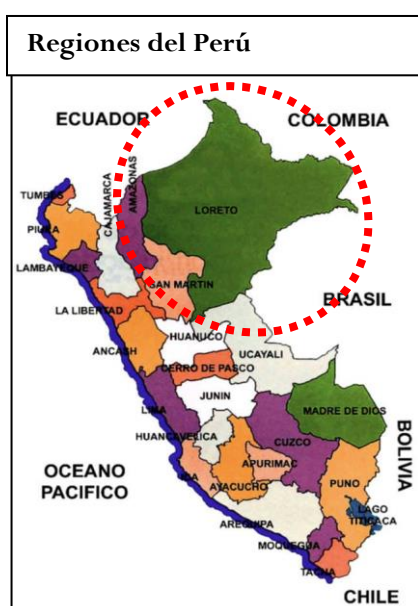 Regiones del Perú
ECUADOR
COLOMBIA
TUMBES
CAJAMARCA
AMAZONAS
LORETO
PIURA
LAMBAYEQUE
SAN MARTIN
BRASIL
LA LIBERTAD
HUANUCO
ANCASH
UCAYALI
CERRO DE PASCO
JUNIN
LIMA
MADRE DE DIOS
HUANCAVELICA
CUZCO
BOLIVIA
OCEANO
PACIFICO
ICA
APURIMAC
AYACUCHO
PUNO
LAGO
TITICACA
AREQUIPA
MOQUEGUA
TACNA
CHILE